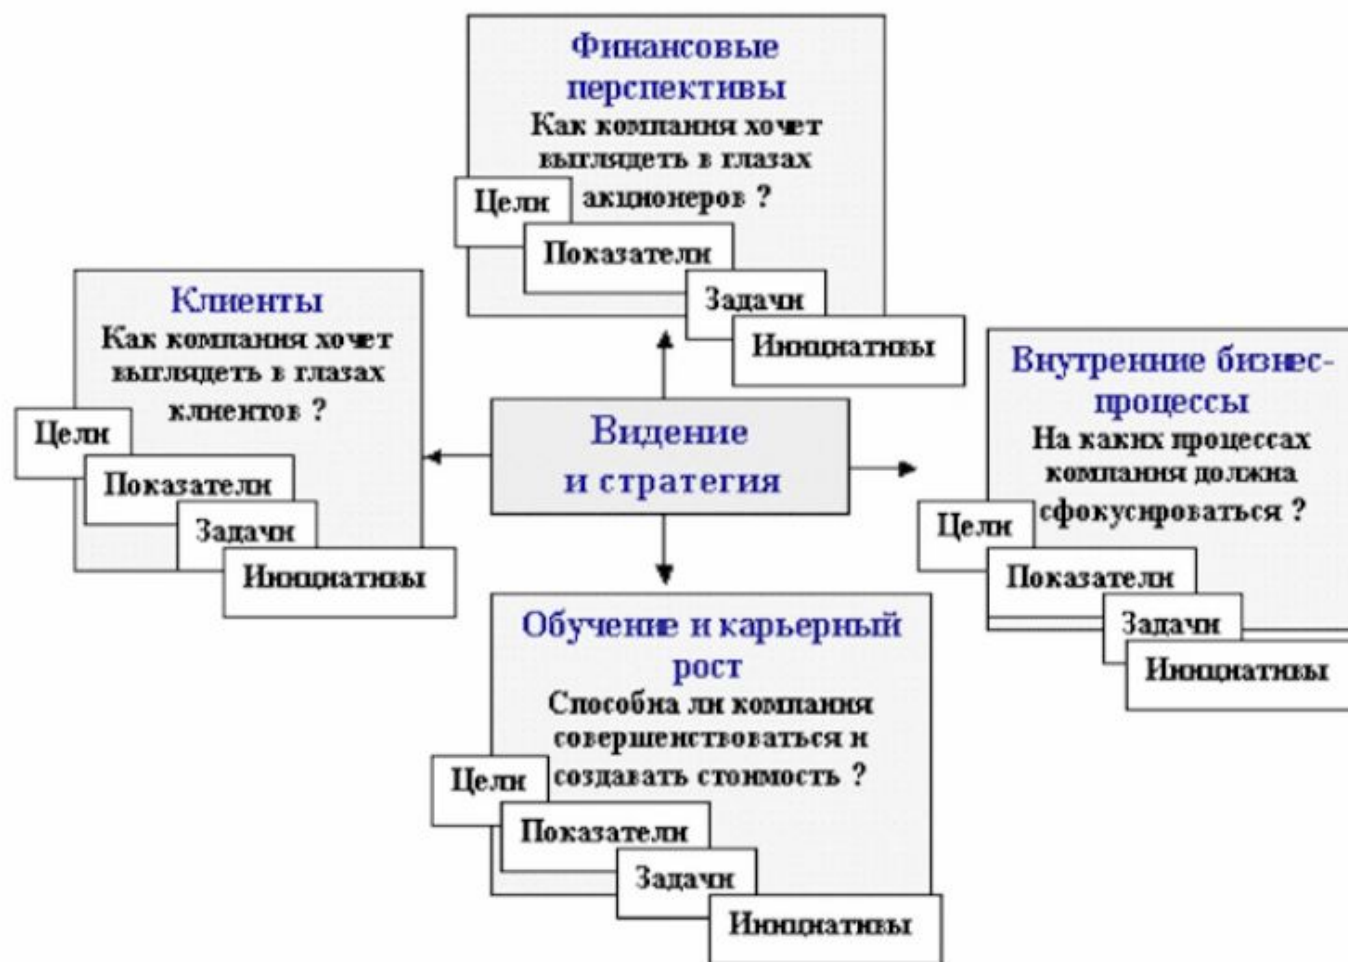 Финансовые
перспективы
Как компания хочет
выглядеть в глазах
акционеров ?
Цели
Показатели
Задачи
Инициативы
Клиенты
Как компания хочет
выглядеть в глазах
клиентов ?
Цели
Показатели
Задачи
Инициативы
Видение
и стратегия
Внутренние бизнес-
процессы
На каких процессах
компания должна
сфокусироваться ?
Цели
Показатели
Задачи
Инициативы
Обучение и карьерный
рост
Способна ли компания
совершенствоваться и
создавать стоимость ?
Цели
Показатели
Задачи
Инициативы